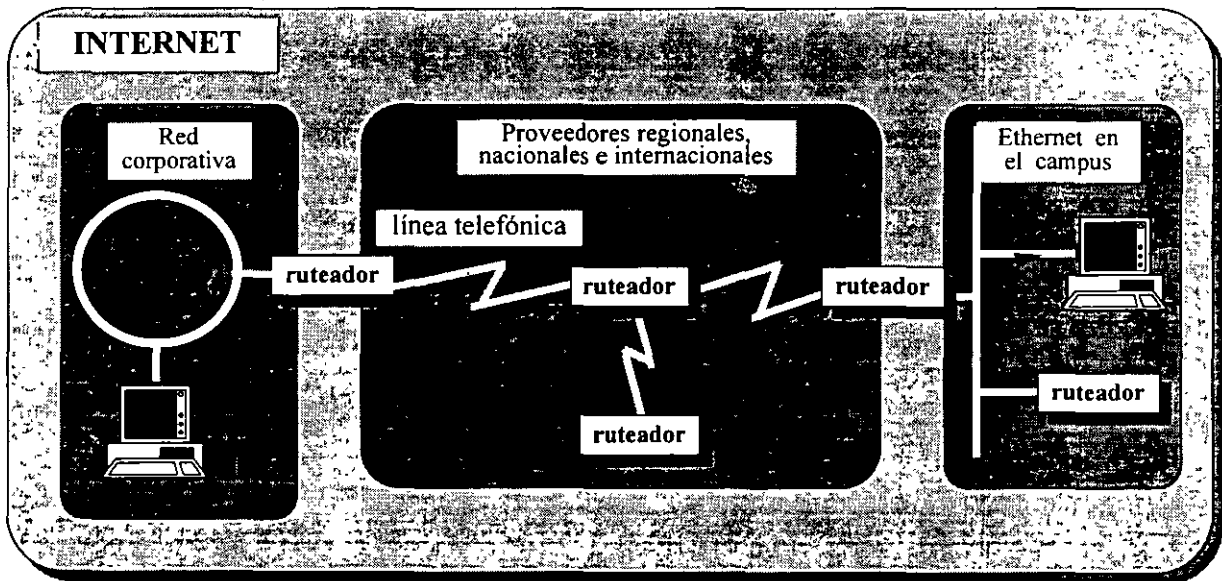 INTERNET
Red
corporativa
Proveedores regionales,
nacionales e internacionales
Ethernet en
el campus
línea telefónica
ruteador
ruteador
ruteador
ruteador
ruteador